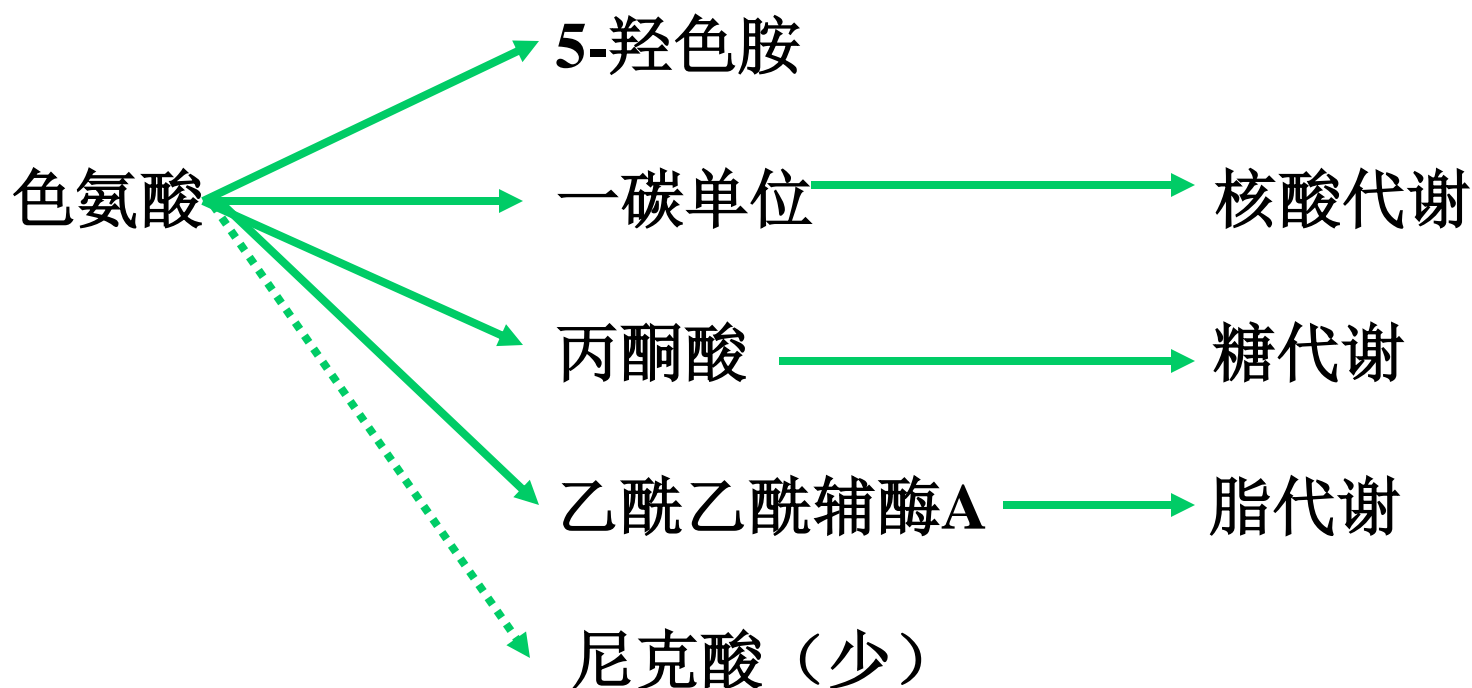 5-羟色胺
色氨酸 一碳单位 核酸代谢
丙酮酸 糖代谢
乙酰乙酰辅酶A 脂代谢
尼克酸（少）